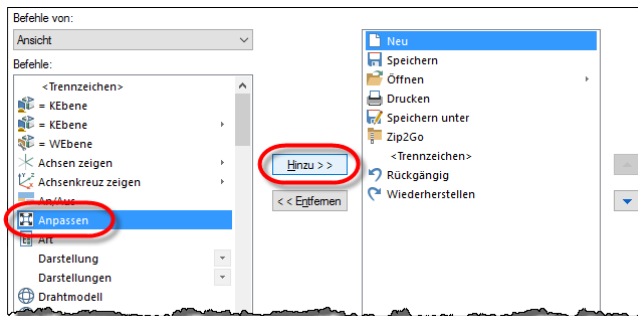 Befehle von:
Ansicht
Befehle:
<Trennzeichen>
= KEbene
= KEbene
= WEbene
Achsen zeigen
Achsenkreuz zeigen
An/Aus
Anpassen
Art
Darstellung
Darstellungen
Drahtmodell
Hinzu > >
< < Entfernen
Neu
Speichern
Öffnen
Drucken
Speichern unter
Zip2Go
<Trennzeichen>
Rückgängig
Wiederherstellen